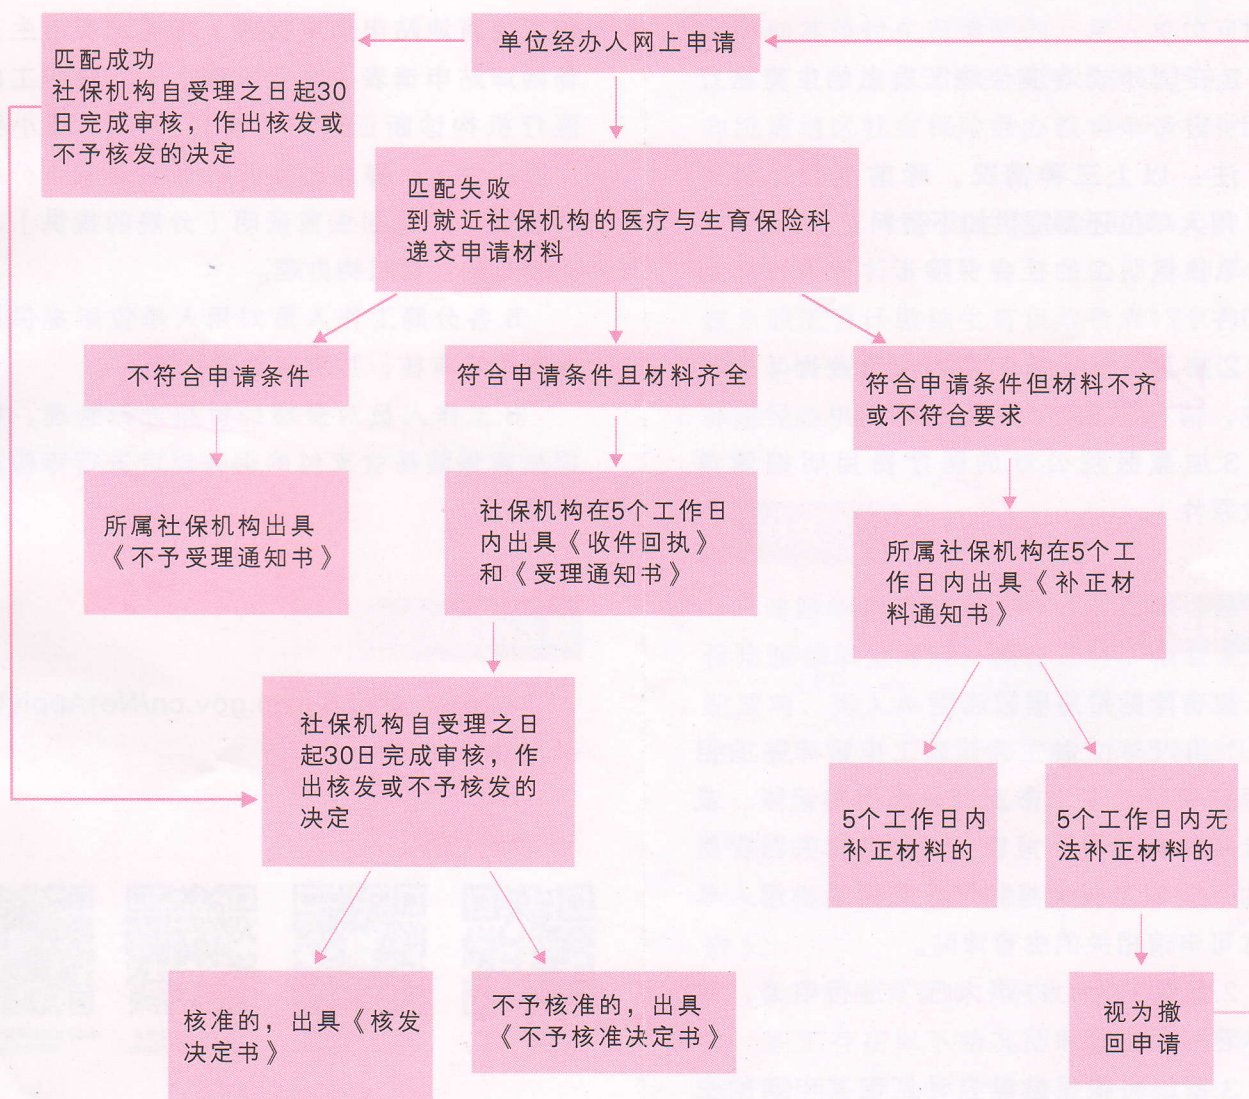 单位经办人网上申请
匹配成功
社保机构自受理之日起30
日完成审核，作出核发或
不予核发的决定
匹配失败
到就近社保机构的医疗与生育保险科
递交申请材料
不符合申请条件
符合申请条件且材料齐全
符合申请条件但材料不齐
或不符合要求
所属社保机构出具
《不予受理通知书》
社保机构在5个工作日
内出具《收件回执》
和《受理通知书》
所属社保机构在5个工
作日内出具《补正材
料通知书》
社保机构自受理之日
起30日完成审核，作
出核发或不予核发的
决定
5个工作日内
补正材料的
5个工作日内无
法补正材料的
核准的，出具《核发
决定书》
不予核准的，出具
《不予核准决定书》
视为撤
回申请